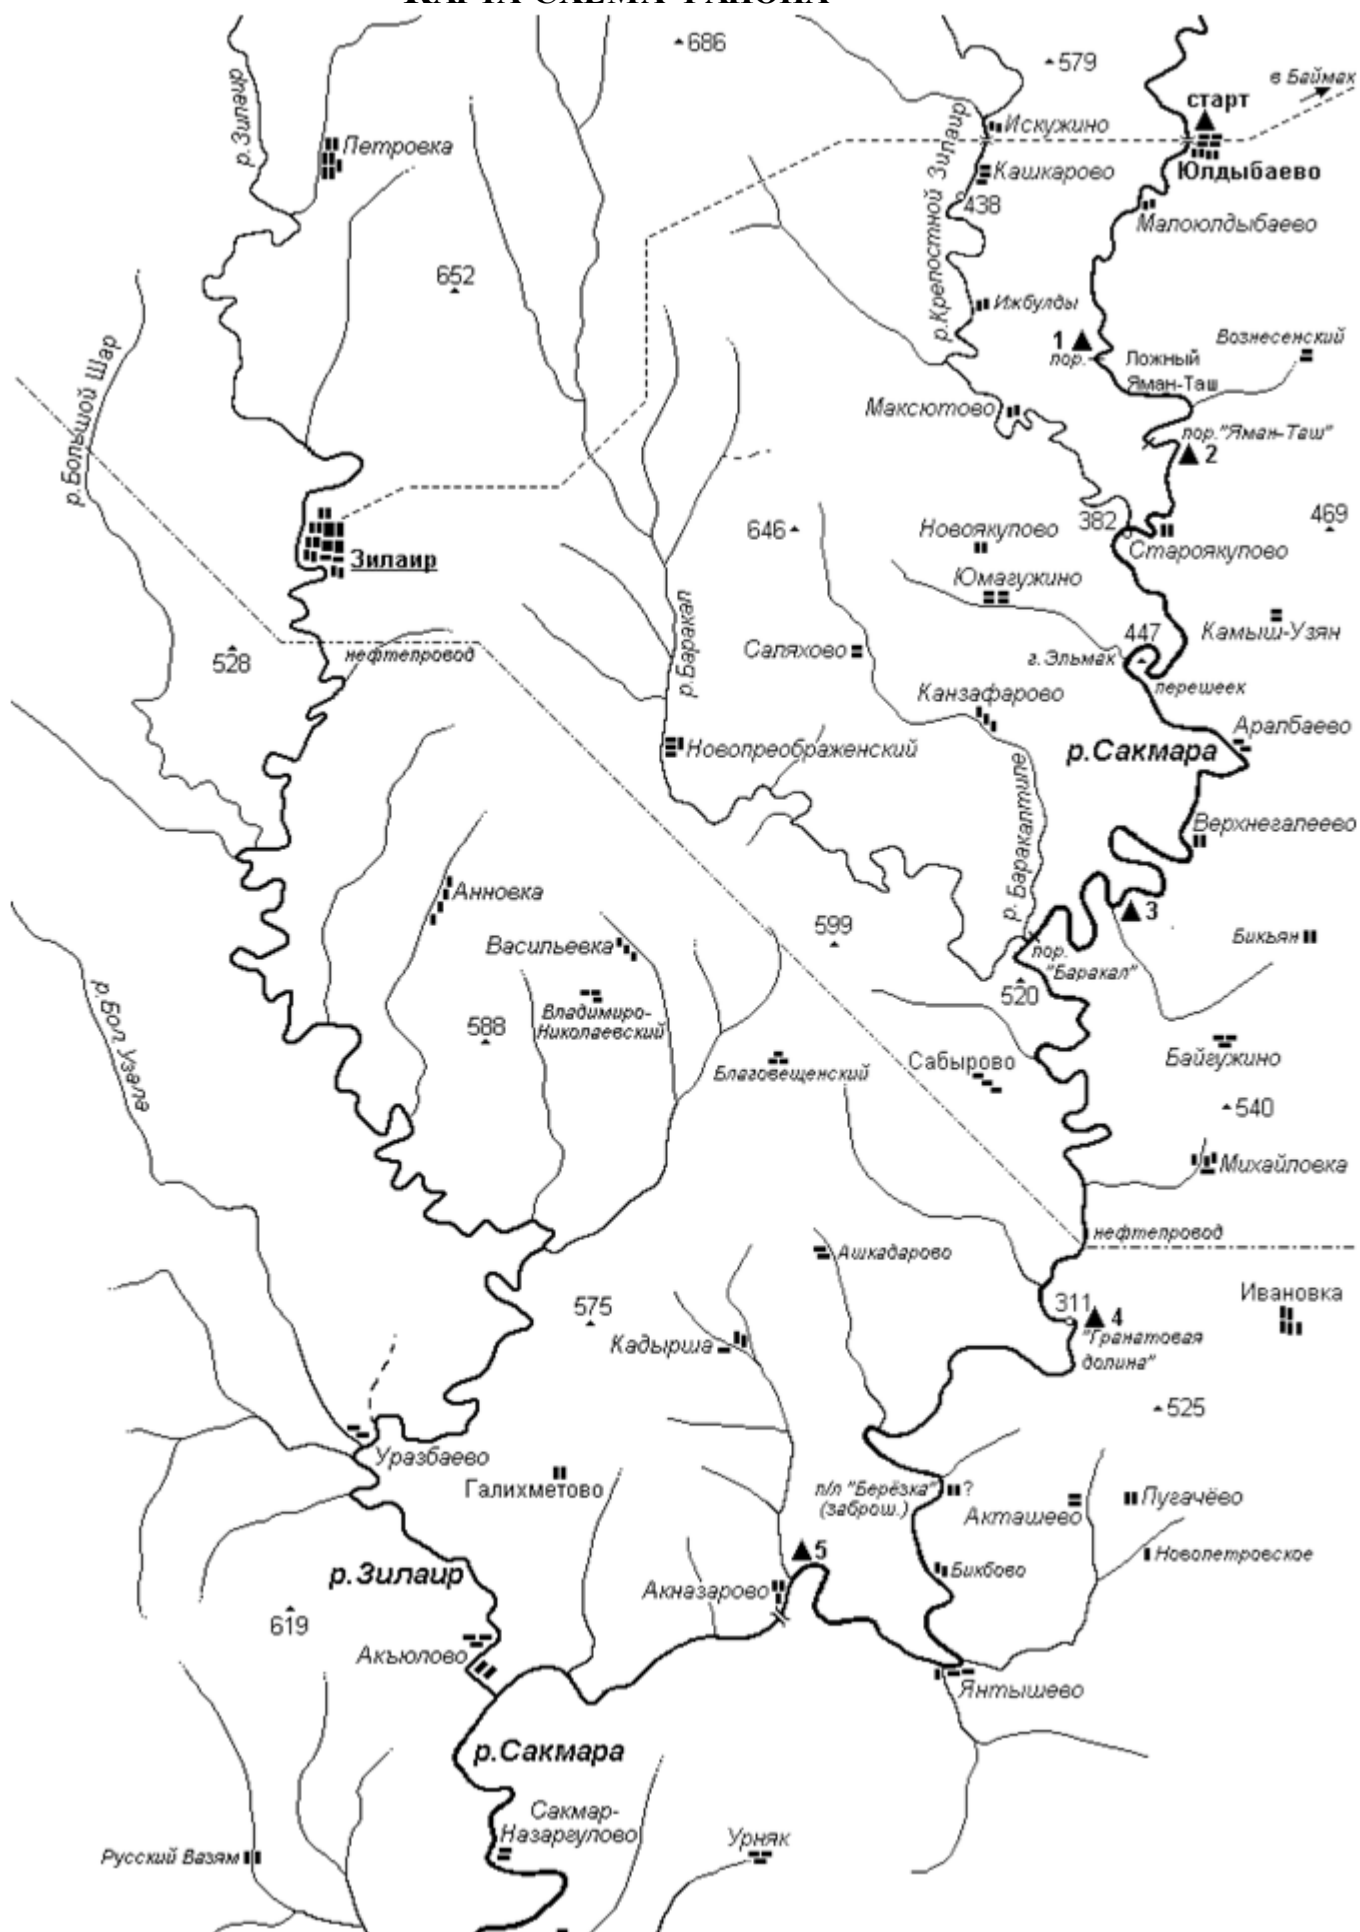 КАРТА-СХЕМА РАЙОНА
686
579
в Баймак
старт
р.Зилаир
Петровка
р.Крепостной Зилаир
Искужино
Кашкарово
438
Юлдыбаево
Малоюлдыбаево
652
Ижбулды
1
пор.
Ложный
Яман-Таш
Вознесенский
р.Большой Шар
Максютово
пор."Яман-Таш"
2
646
Новоякупово
382
469
Староякупово
Зилаир
Юмагужино
р.Баракал
528
нефтепровод
Саляхово
447
Камыш-Узян
г.Эльмак
перешеек
Канзафарово
Аралбаево
Новопреображенский
р.Сакмара
р.Баракалтиле
Верхнегалеево
Анновка
3
599
Васильевка
Бикъян
пор.
"Баракал"
520
р.Бол.Узала
Владимиро-
Николаевский
588
Благовещенский
Сабырово
Байгужино
540
Михайловка
нефтепровод
Ашкадарово
575
Ивановка
311
4
"Гранатовая
долина"
Кадырша
525
Уразбаево
Галихметово
п/л "Берёзка"
(заброш.)
?
Акташево
Пугачёво
Новопетровское
5
Бикбово
р.Зилаир
Акназарово
619
Акъюлово
Янтышево
р.Сакмара
Сакмар-
Назаргулово
Урняк
Русский Вазям